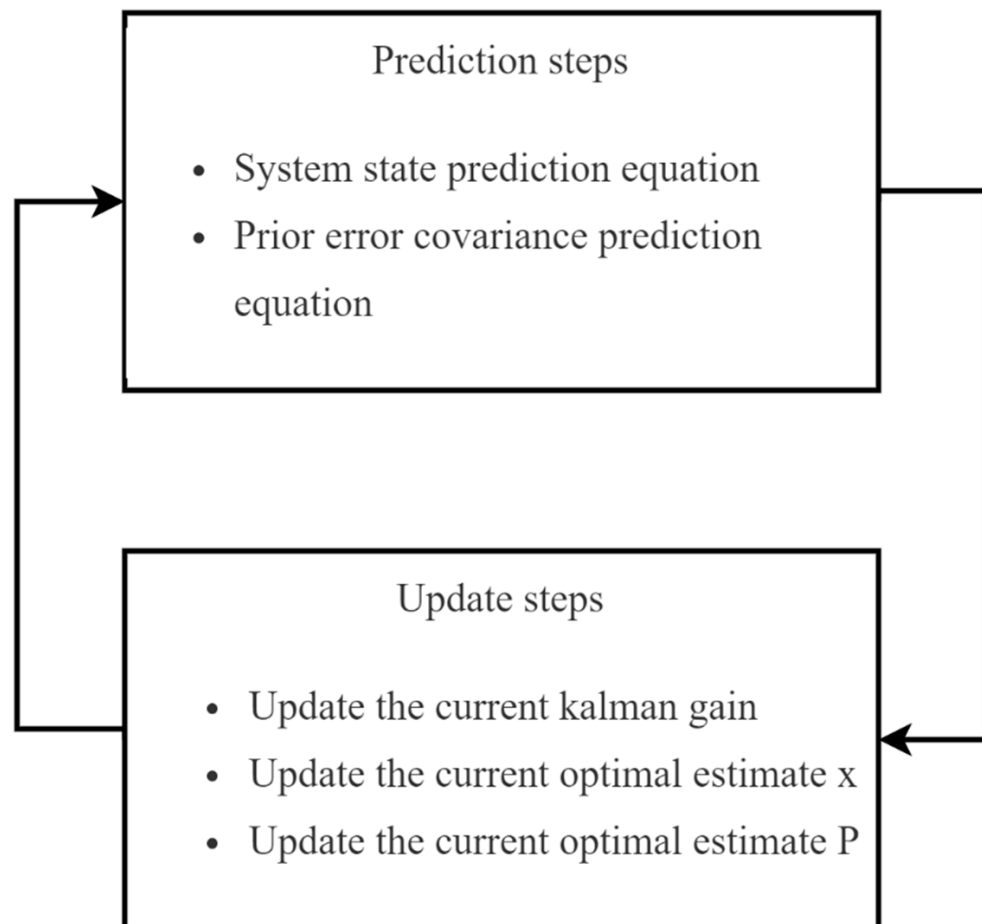 Prediction steps
• System state prediction equation
• Prior error covariance prediction
equation
Update steps
• Update the current kalman gain
• Update the current optimal estimate x
• Update the current optimal estimate P